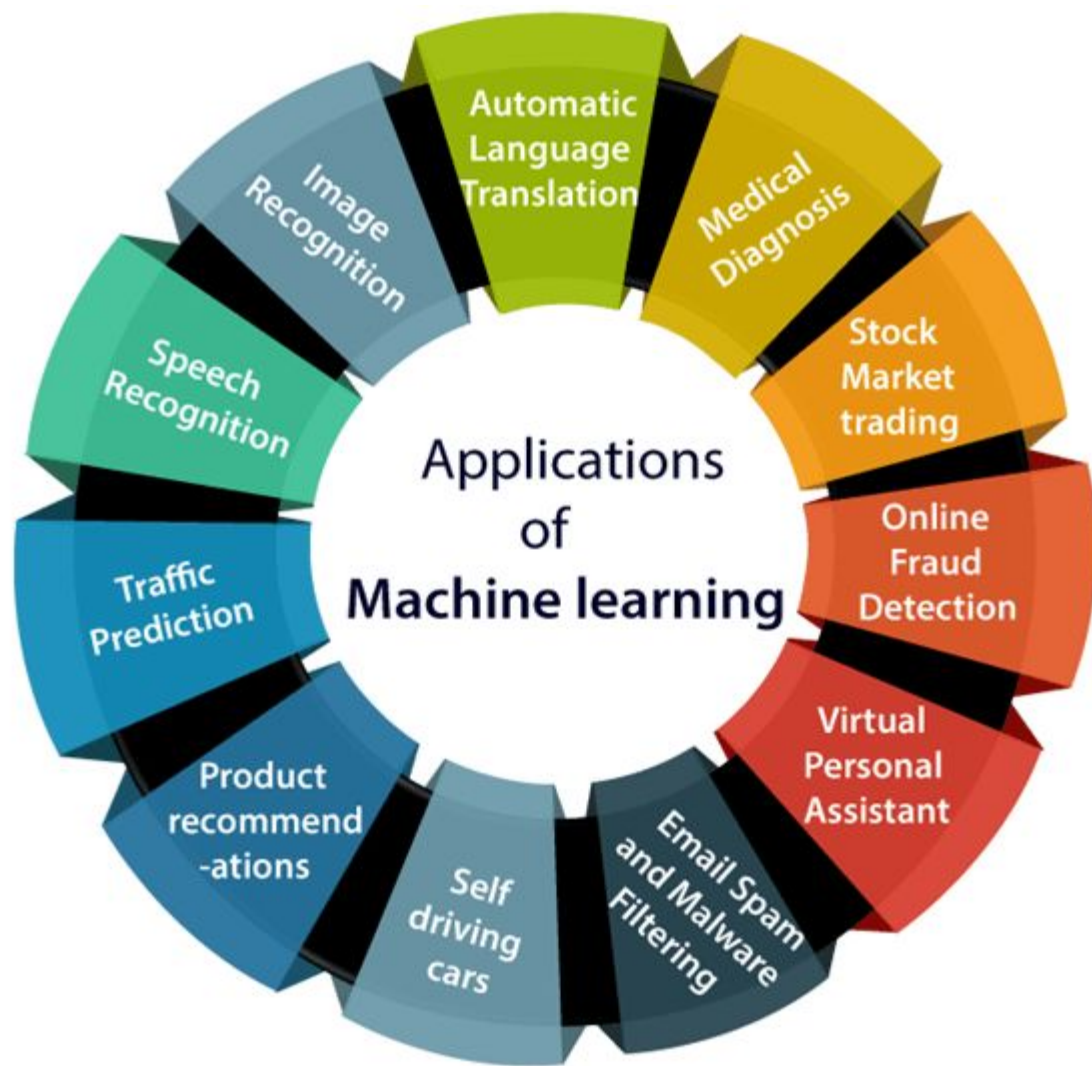 Applications
of
Machine learning
Automatic
Language
Translation
Medical
Diagnosis
Stock
Market
trading
Online
Fraud
Detection
Virtual
Personal
Assistant
Email Spam
and Malware
Filtering
Self
driving
cars
Product
recommend
-ations
Traffic
Prediction
Speech
Recognition
Image
Recognition